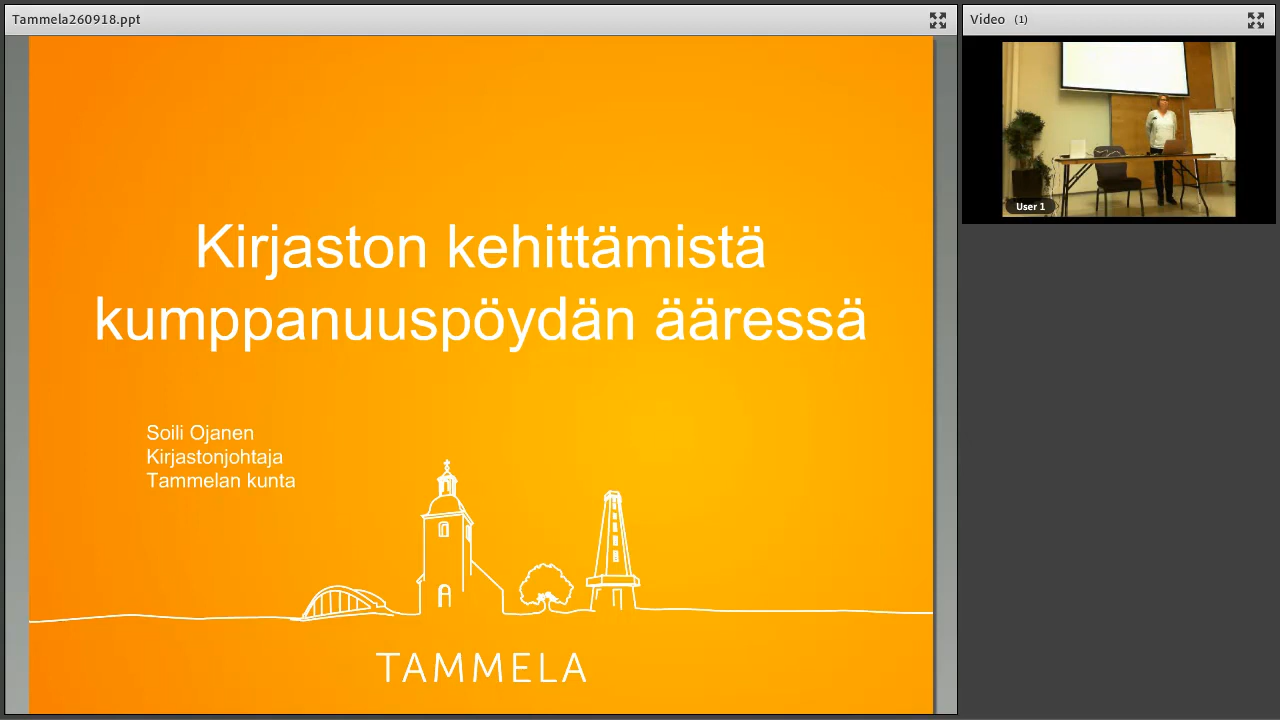 Tammela260918.ppt
Video (1)
User 1
Kirjaston kehittämistä
kumppanuuspöydän ääressä
Soili Ojanen
Kirjastonjohtaja
Tammelan kunta
TAMMELA